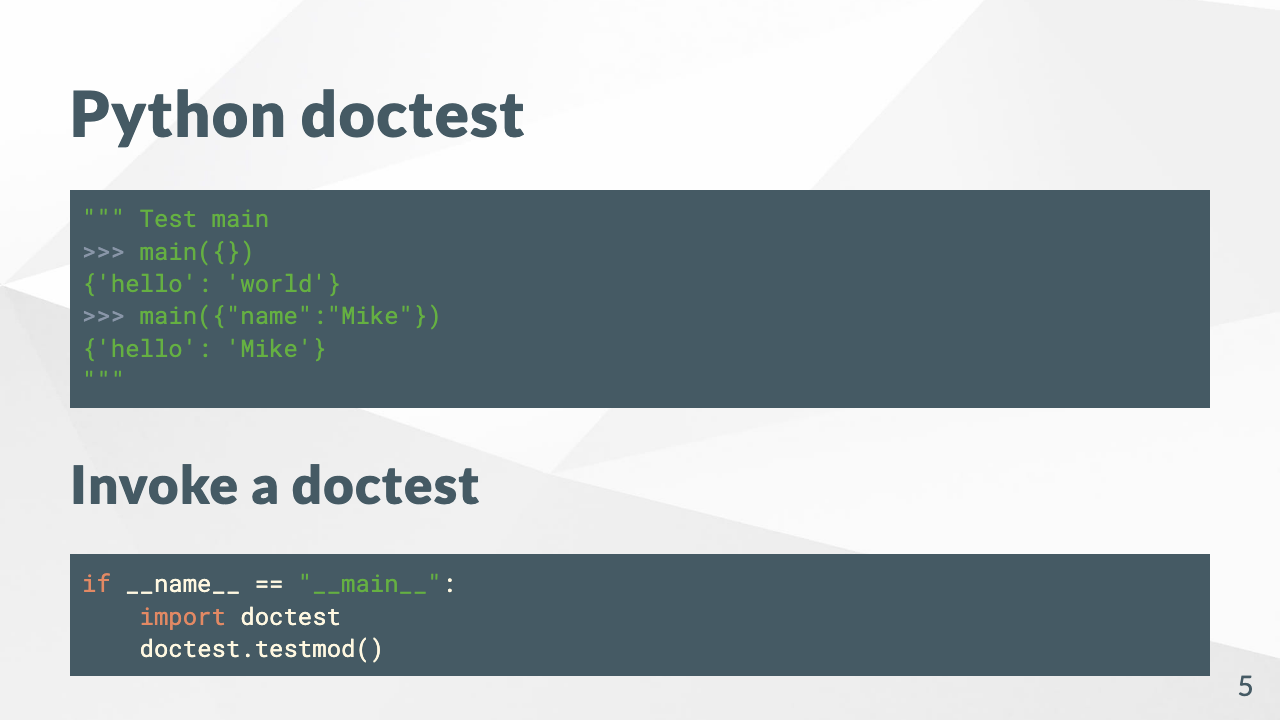 Python doctest
""" Test main
>>> main({})
{'hello': 'world'}
>>> main({"name":"Mike"})
{'hello': 'Mike'}
"""
Invoke a doctest
if __name__ == "__main__":
    import doctest
    doctest.testmod()
5